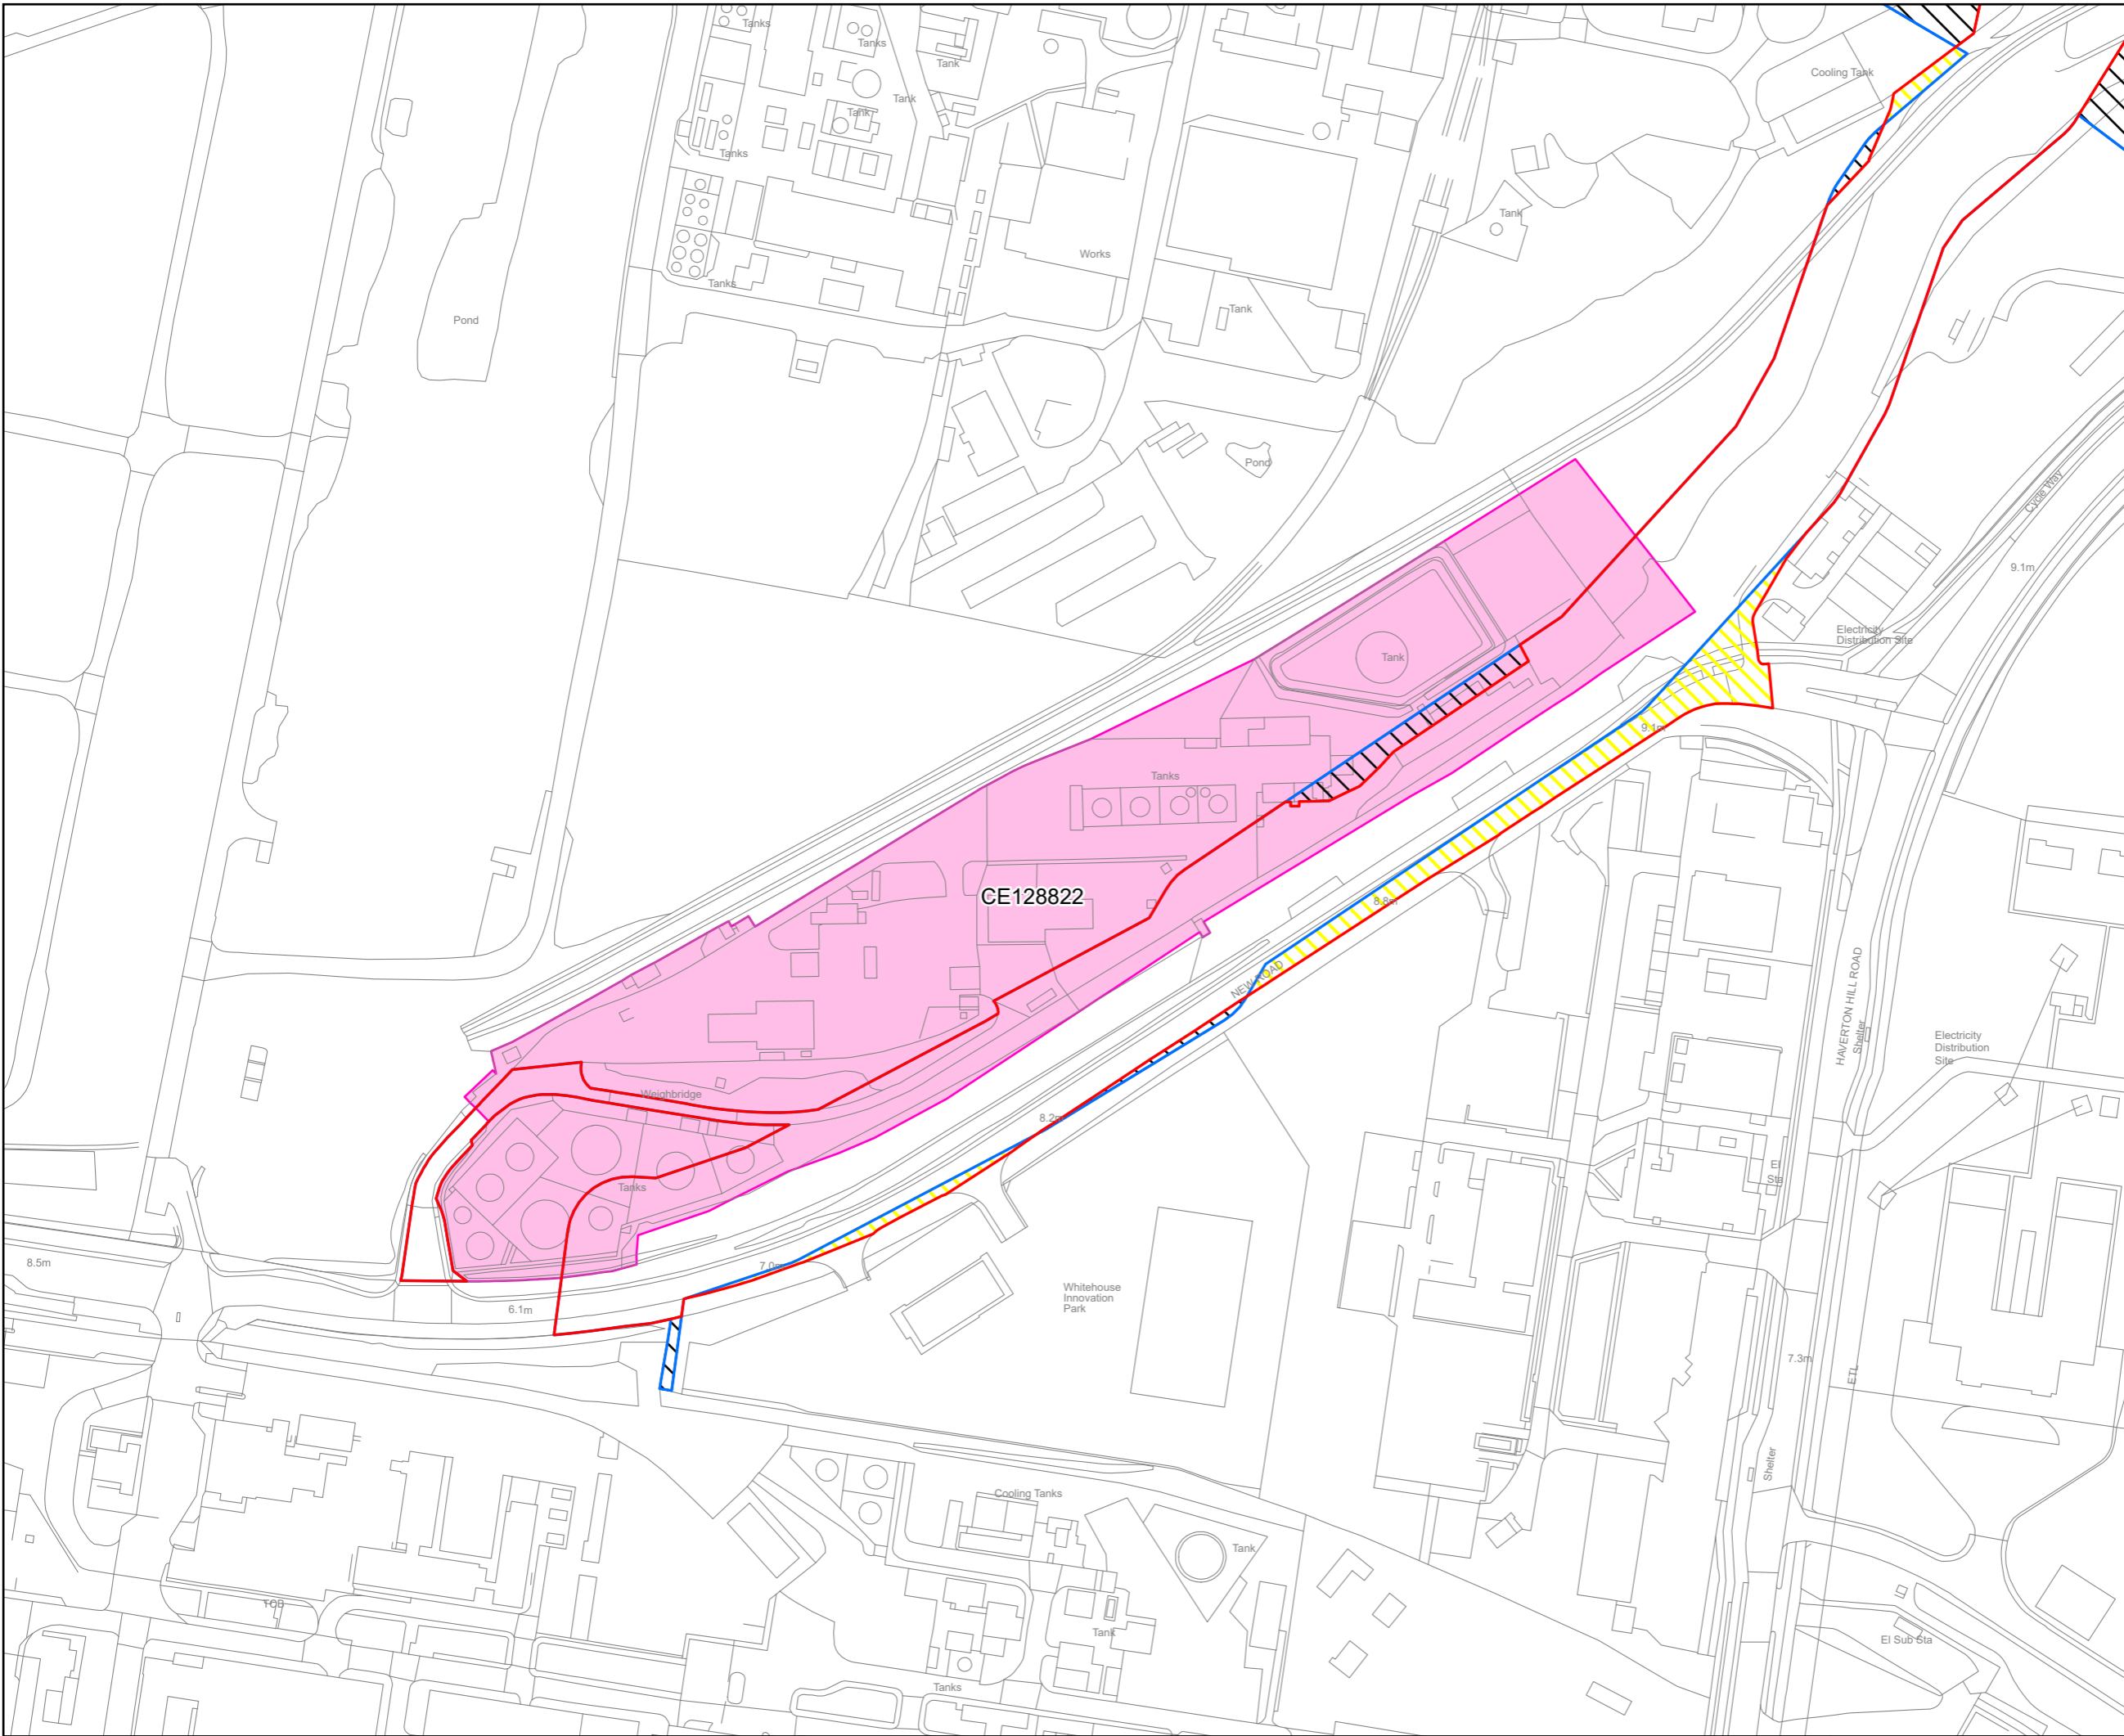 Tanks
Tanks
Tank
Cooling Tank
Tank
Tank
Tanks
Tank
Works
Tanks
Tank
Pond
Pond
Cycle Way
9.1m
Electricity
Distribution Site
Tank
9.1m
Tanks
CE128822
8.8m
NEW ROAD
HAVERTON HILL ROAD
Shelter
Electricity
Distribution
Site
Weighbridge
8.2m
El
Sta
Tanks
8.5m
7.0m
6.1m
Whitehouse
Innovation
Park
7.3m
ETL
Shelter
Cooling Tanks
Tank
TCB
Tank
El Sub Sta
Tanks